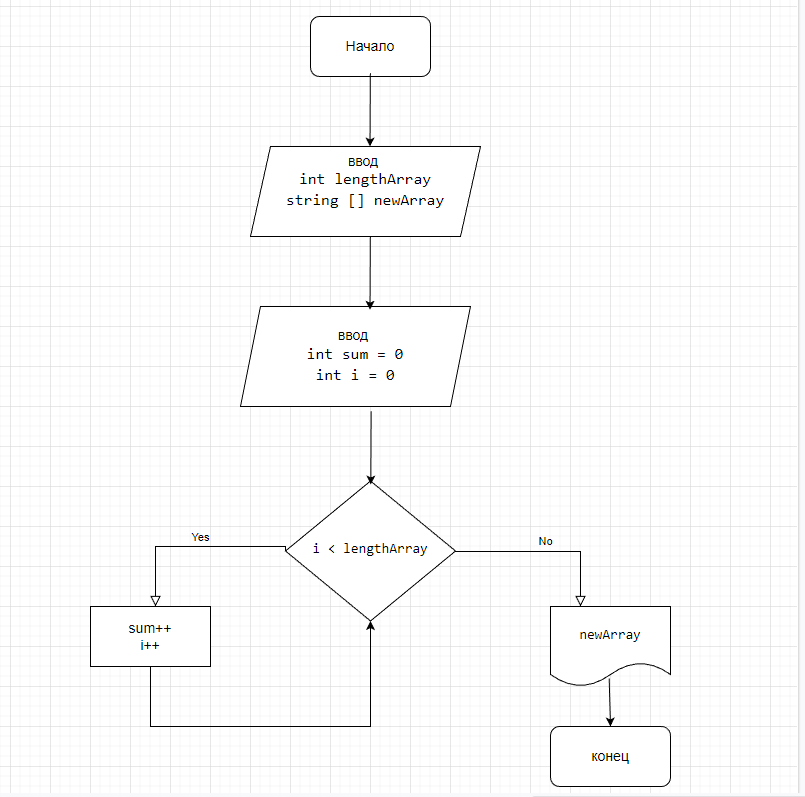 Начало
ввод
int lengthArray
string [] newArray
ввод
int sum = 0
int i = 0
i < lengthArray
Yes
No
sum++
i++
newArray
конец